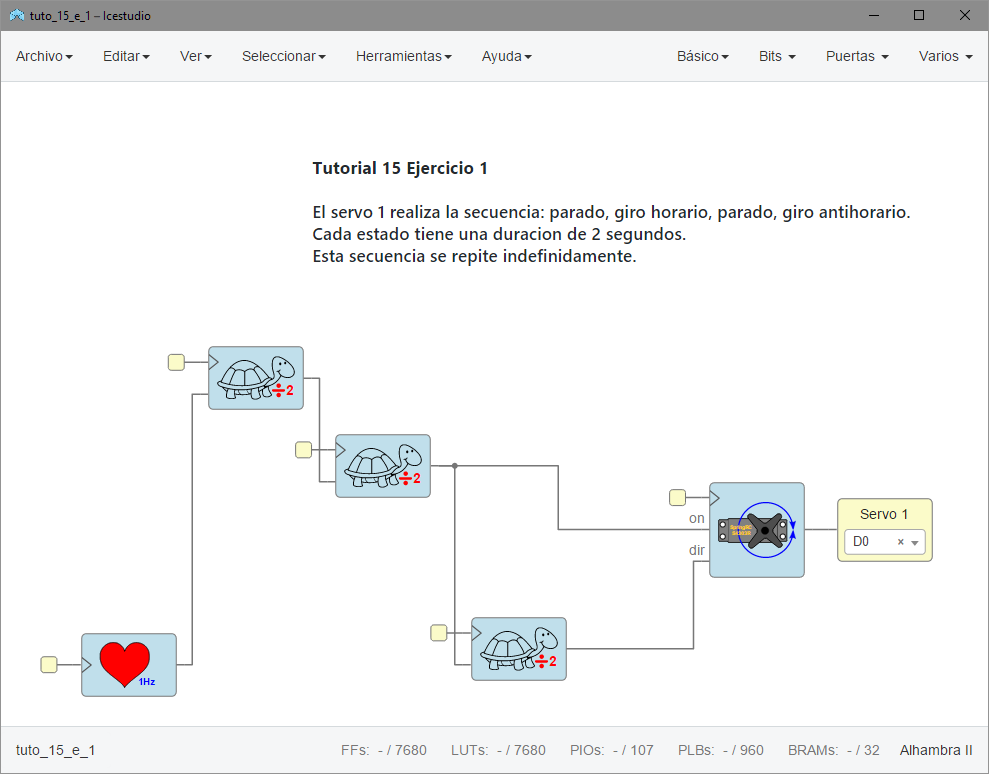 tuto_15_e_1 – Icestudio
Archivo Editar Ver Seleccionar Herramientas Ayuda Básico Bits Puertas Varios
Tutorial 15 Ejercicio 1
El servo 1 realiza la secuencia: parado, giro horario, parado, giro antihorario.
Cada estado tiene una duracion de 2 segundos.
Esta secuencia se repite indefinidamente.
÷2
÷2
on
dir
Servo 1
D0
÷2
1Hz
tuto_15_e_1 FFs: - / 7680 LUTs: - / 7680 PIOs: - / 107 PLBs: - / 960 BRAMs: - / 32 Alhambra II